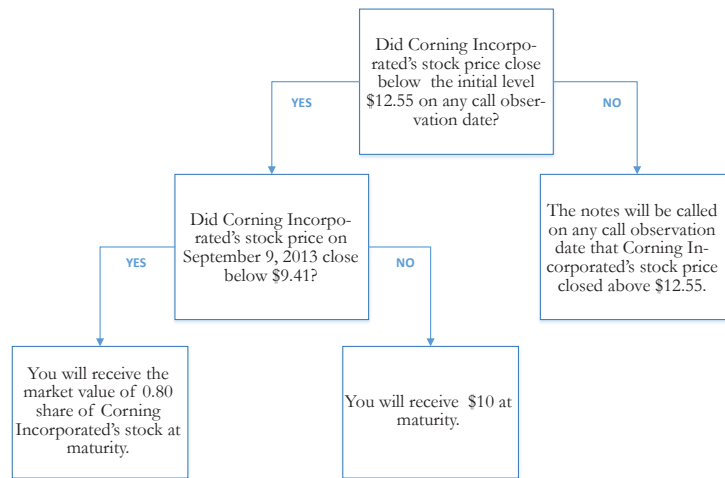 Did Corning Incorpo-
rated's stock price close
below the initial level
$12.55 on any call obser-
vation date?
YES
NO
Did Corning Incorpo-
rated's stock price on
September 9, 2013 close
below $9.41?
The notes will be called
on any call observation
date that Corning In-
corporated's stock price
closed above $12.55.
YES
NO
You will receive the
market value of 0.80
share of Corning
Incorporated's stock at
maturity.
You will receive $10 at
maturity.